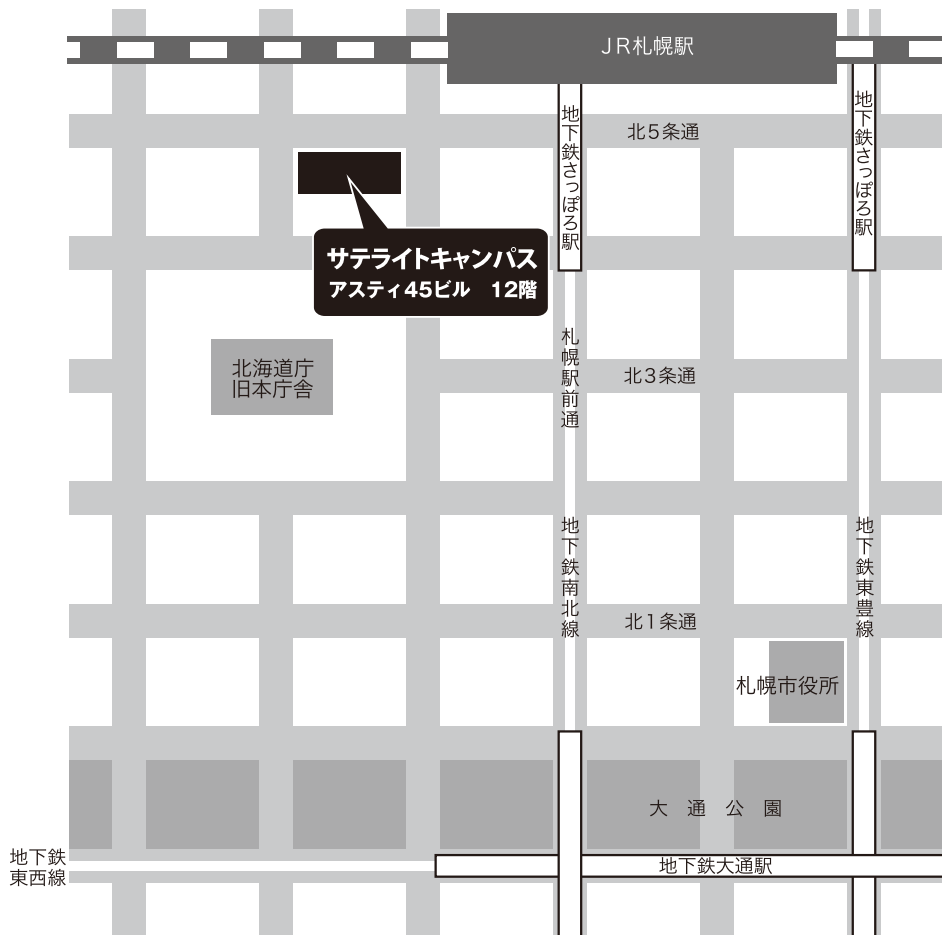 JR札幌駅
地下鉄さっぽろ駅
地下鉄さっぽろ駅
北5条通
サテライトキャンパス
アスティ45ビル　12階
札幌駅前通
北3条通
北海道庁
旧本庁舎
地下鉄南北線
地下鉄東豊線
北1条通
札幌市役所
大　通　公　園
地下鉄
東西線
地下鉄大通駅